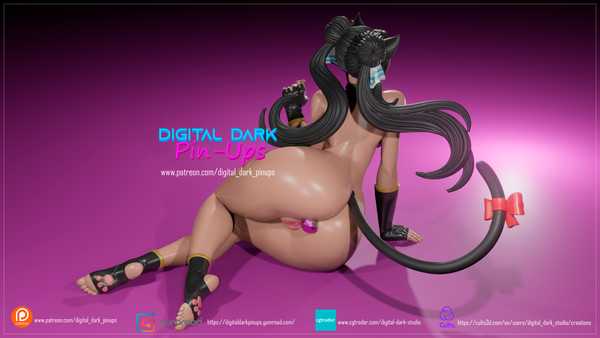 DIGITAL DARK
Pin-Ups
www.patreon.com/digital_dark_pinups
www.patreon.com/digital_dark_pinups
https://digitaldarkpinups.gumroad.com/
www.cgtrader.com/digital-dark-studio
Cults
https://cults3d.com/en/users/digital_dark_studio/creations